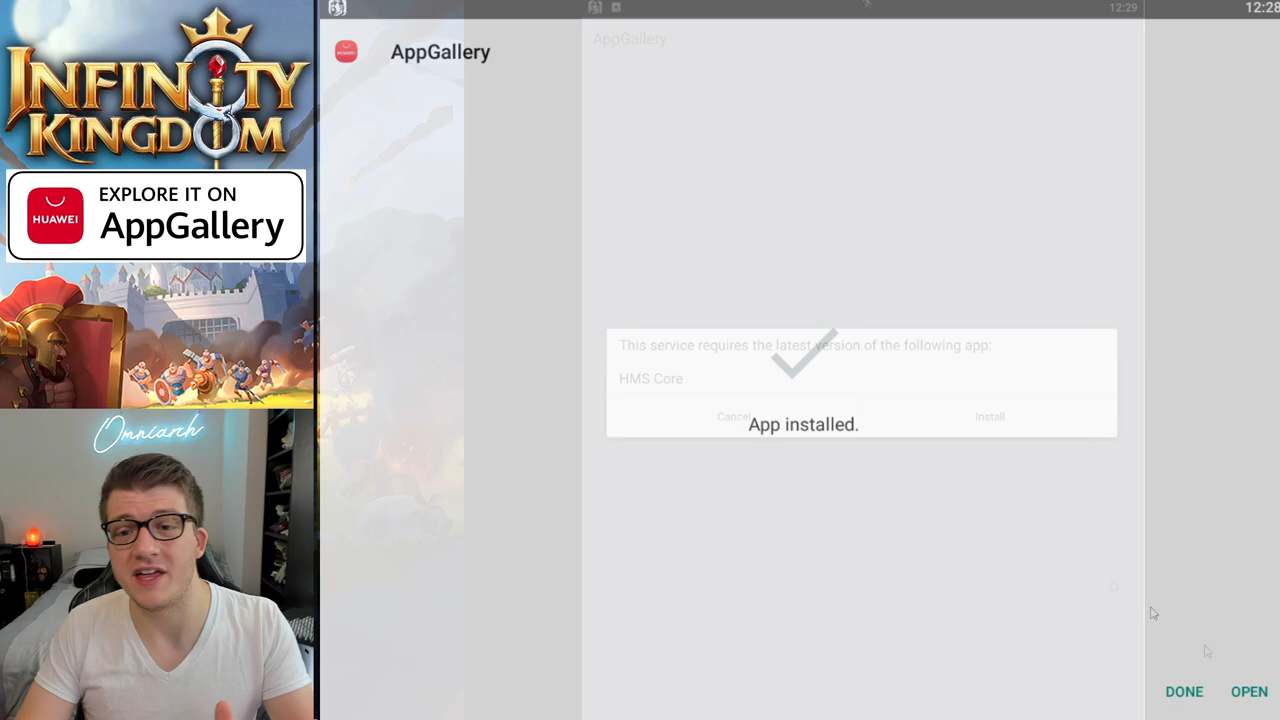 INFINITY
KINGDOM
EXPLORE IT ON
HUAWEI
AppGallery
Omniarch
HUAWEI
AppGallery
12:29
12:28
AppGallery
This service requires the latest version of the following app:
HMS Core
Cancel
Install
App installed.
DONE
OPEN